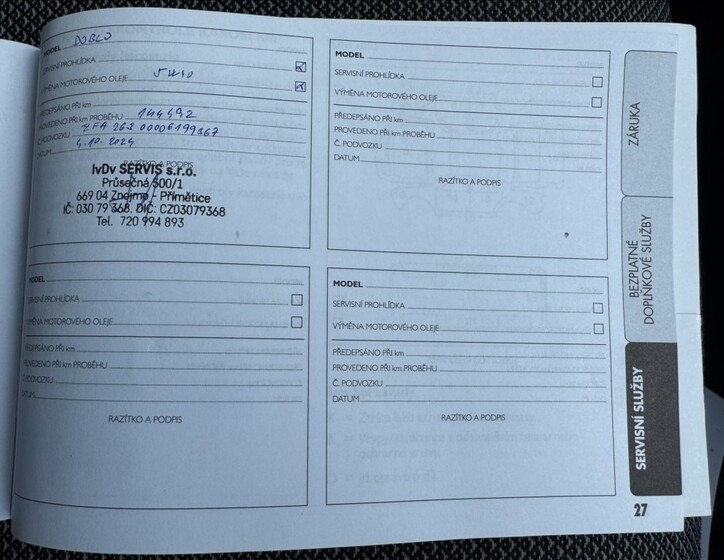 MODEL DOBLO
SERVISNÍ PROHLÍDKA
VÝMĚNA MOTOROVÉHO OLEJE 5W40
PŘEDEPSÁNO PŘI km
PROVEDENO PŘI km PROBĚHU 144492
Č. PODVOZKU ZFA 263 00006199367
DATUM 4.10.2024
RAZÍTKO A PODPIS
IvDv SERVIS s.r.o.
Průsečná 500/1
669 04 Znojmo - Přímětice
IČ: 030 79 368, DIČ: CZ03079368
Tel. 720 994 893
MODEL
SERVISNÍ PROHLÍDKA
VÝMĚNA MOTOROVÉHO OLEJE
PŘEDEPSÁNO PŘI km
PROVEDENO PŘI km PROBĚHU
Č. PODVOZKU
DATUM
RAZÍTKO A PODPIS
MODEL
SERVISNÍ PROHLÍDKA
VÝMĚNA MOTOROVÉHO OLEJE
PŘEDEPSÁNO PŘI km
PROVEDENO PŘI km PROBĚHU
Č. PODVOZKU
DATUM
RAZÍTKO A PODPIS
MODEL
SERVISNÍ PROHLÍDKA
VÝMĚNA MOTOROVÉHO OLEJE
PŘEDEPSÁNO PŘI km
PROVEDENO PŘI km PROBĚHU
Č. PODVOZKU
DATUM
RAZÍTKO A PODPIS
ZÁRUKA
BEZPLATNÉ
DOPLŇKOVÉ SLUŽBY
SERVISNÍ SLUŽBY
27